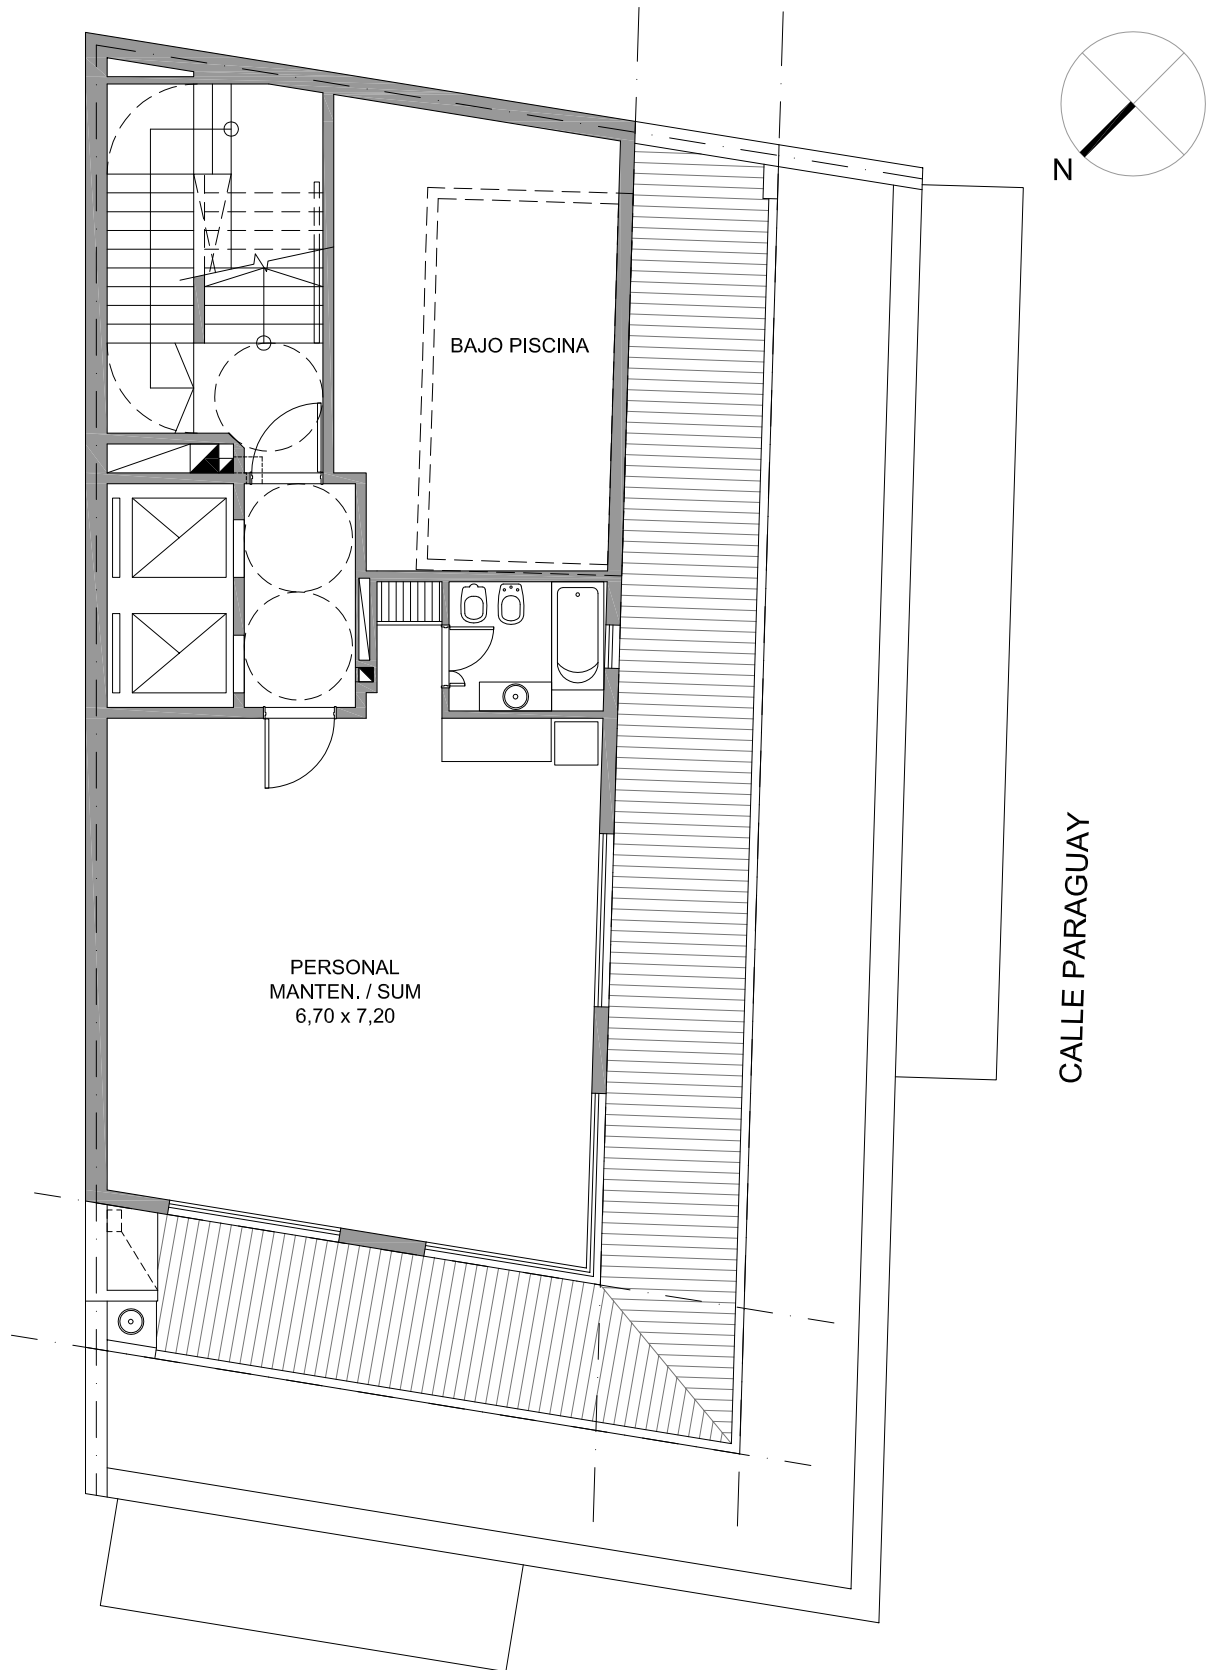 N
BAJO PISCINA
CALLE PARAGUAY
PERSONAL
MANTEN. / SUM
6,70 x 7,20